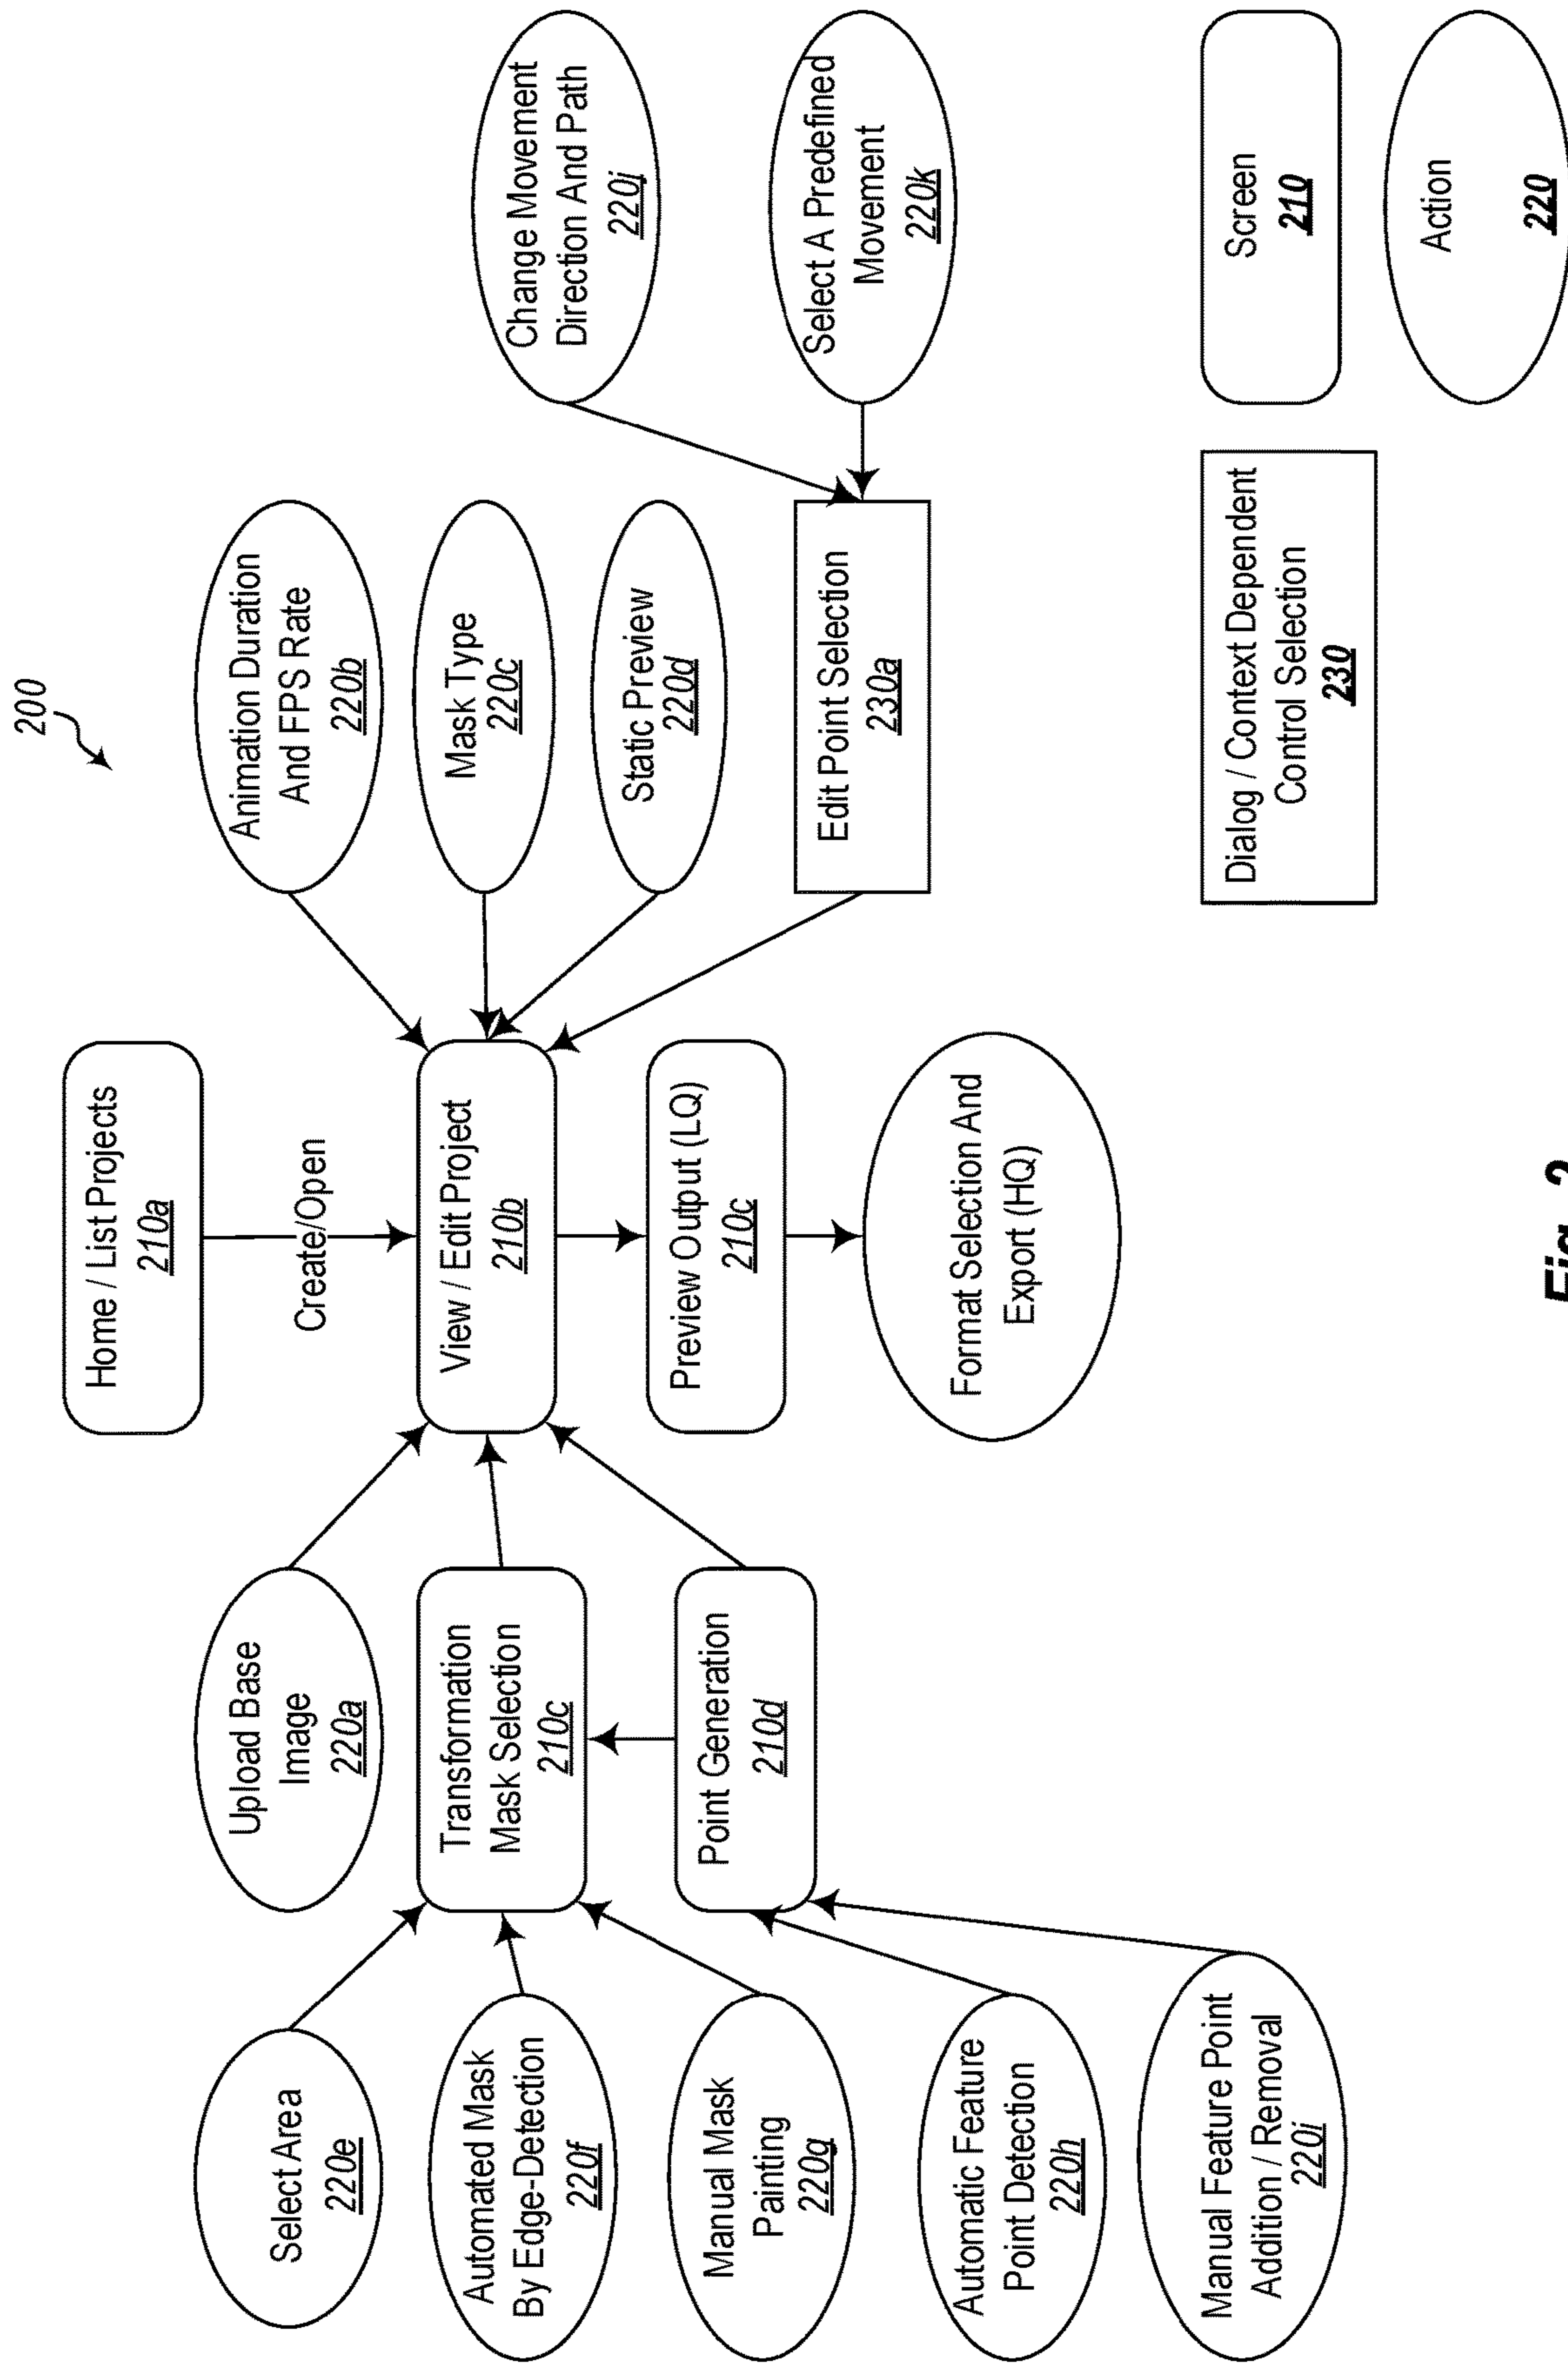 200
Home / List Projects
210a
Create/Open
Upload Base
Image
220a
Animation Duration
And FPS Rate
220b
Select Area
220e
Transformation
Mask Selection
210c
View / Edit Project
210b
Mask Type
220c
Automated Mask
By Edge-Detection
220f
Static Preview
220d
Change Movement
Direction And Path
220j
Manual Mask
Painting
220g
Point Generation
210d
Preview Output (LQ)
210c
Edit Point Selection
230a
Select A Predefined
Movement
220k
Automatic Feature
Point Detection
220h
Format Selection And
Export (HQ)
Manual Feature Point
Addition / Removal
220i
Dialog / Context Dependent
Control Selection
230
Screen
210
Action
220
Fig. 2